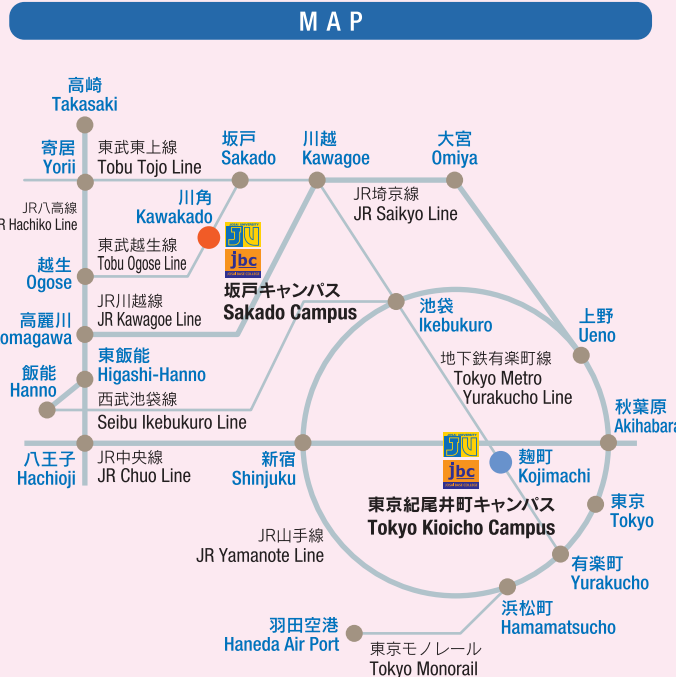 MAP
高崎
Takasaki
寄居
Yorii
東武東上線
Tobu Tojo Line
坂戸
Sakado
川越
Kawagoe
大宮
Omiya
JR八高線
R Hachiko Line
川角
Kawakado
JR埼京線
JR Saikyo Line
JU
jbc
東武越生線
Tobu Ogose Line
越生
Ogose
坂戸キャンパス
Sakado Campus
JR川越線
JR Kawagoe Line
高麗川
omagawa
池袋
Ikebukuro
上野
Ueno
東飯能
Higashi-Hanno
飯能
Hanno
地下鉄有楽町線
Tokyo Metro
Yurakucho Line
西武池袋線
Seibu Ikebukuro Line
秋葉原
Akihabara
八王子
Hachioji
JR中央線
JR Chuo Line
新宿
Shinjuku
JU
jbc
麹町
Kojimachi
東京紀尾井町キャンパス
Tokyo Kioicho Campus
東京
Tokyo
JR山手線
JR Yamanote Line
有楽町
Yurakucho
浜松町
Hamamatsucho
羽田空港
Haneda Air Port
東京モノレール
Tokyo Monorail